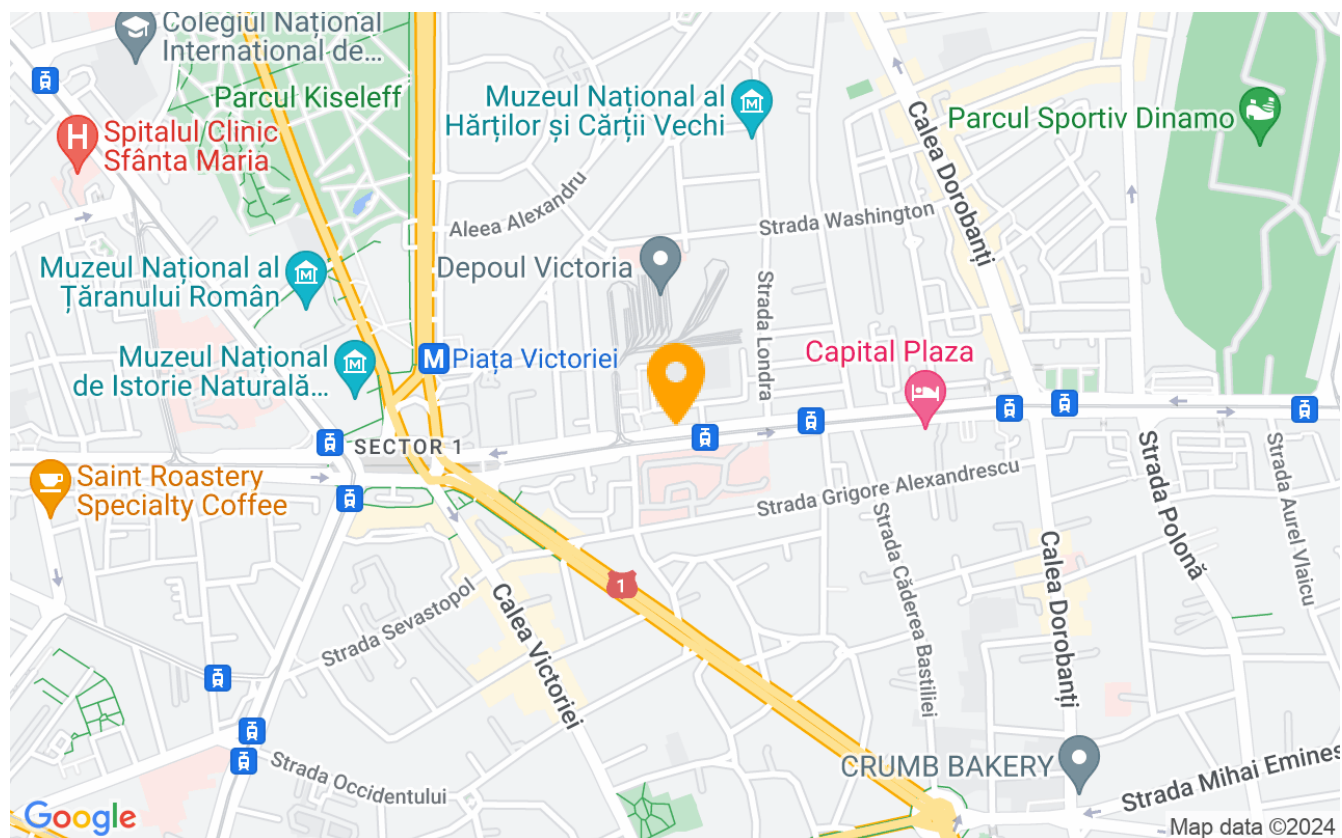 Colegiul Național
International de...
Parcul Kiseleff
Muzeul Național al
Hărților și Cărții Vechi
Parcul Sportiv Dinamo
H
Spitalul Clinic
Sfânta Maria
Calea Dorobanți
Aleea Alexandru
Strada Washington
Muzeul Național al
Țăranului Român
M
Depoul Victoria
Strada Londra
Muzeul Național
de Istorie Naturală...
M
M
Piața Victoriei
M
Capital Plaza
SECTOR 1
Saint Roastery
Specialty Coffee
Strada Grigore Alexandrescu
Strada Polonă
Strada Aurel Vlaicu
Strada Căderea Bastiliei
Calea Dorobanți
1
Strada Sevastopol
Calea Victoriei
CRUMB BAKERY
Strada Mihai Emines
Strada Occidentului
Google
Map data ©2024